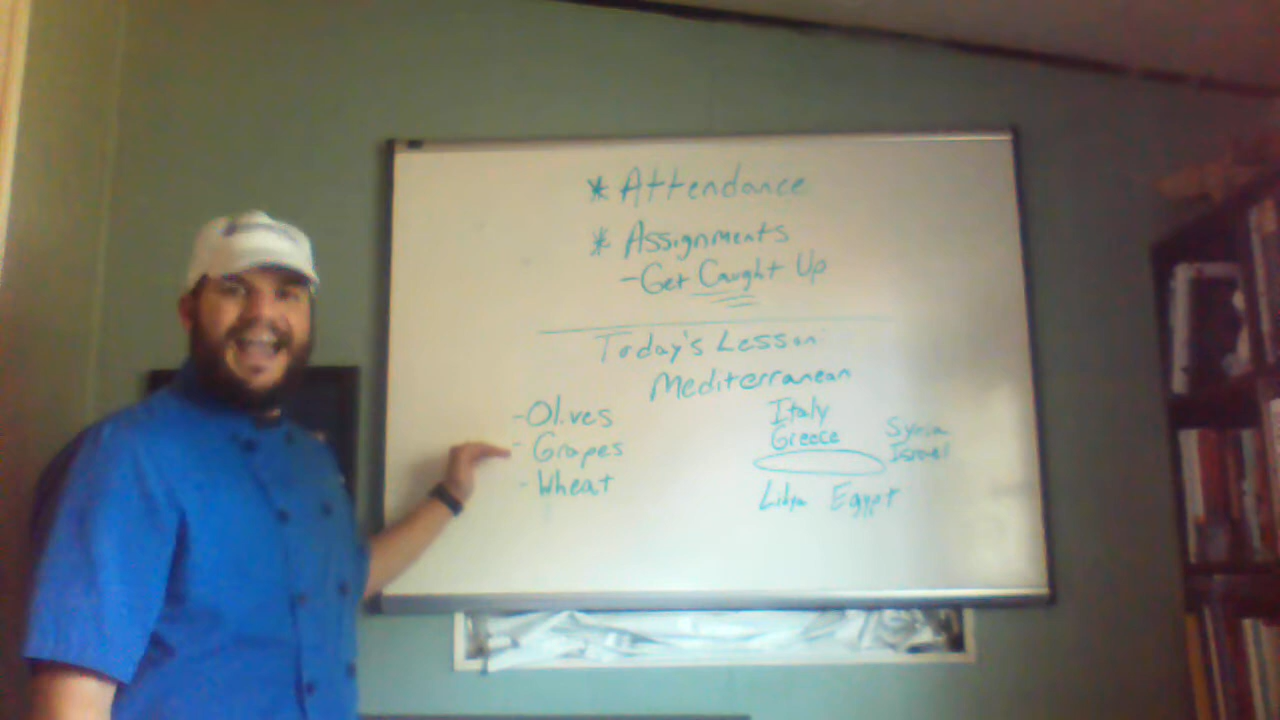 * Attendance
* Assignments
- Get Caught Up
Today's Lesson:
Mediterranean
- Olives
- Grapes
- Wheat
Italy
Greece
Syria
Israel
Libya Egypt